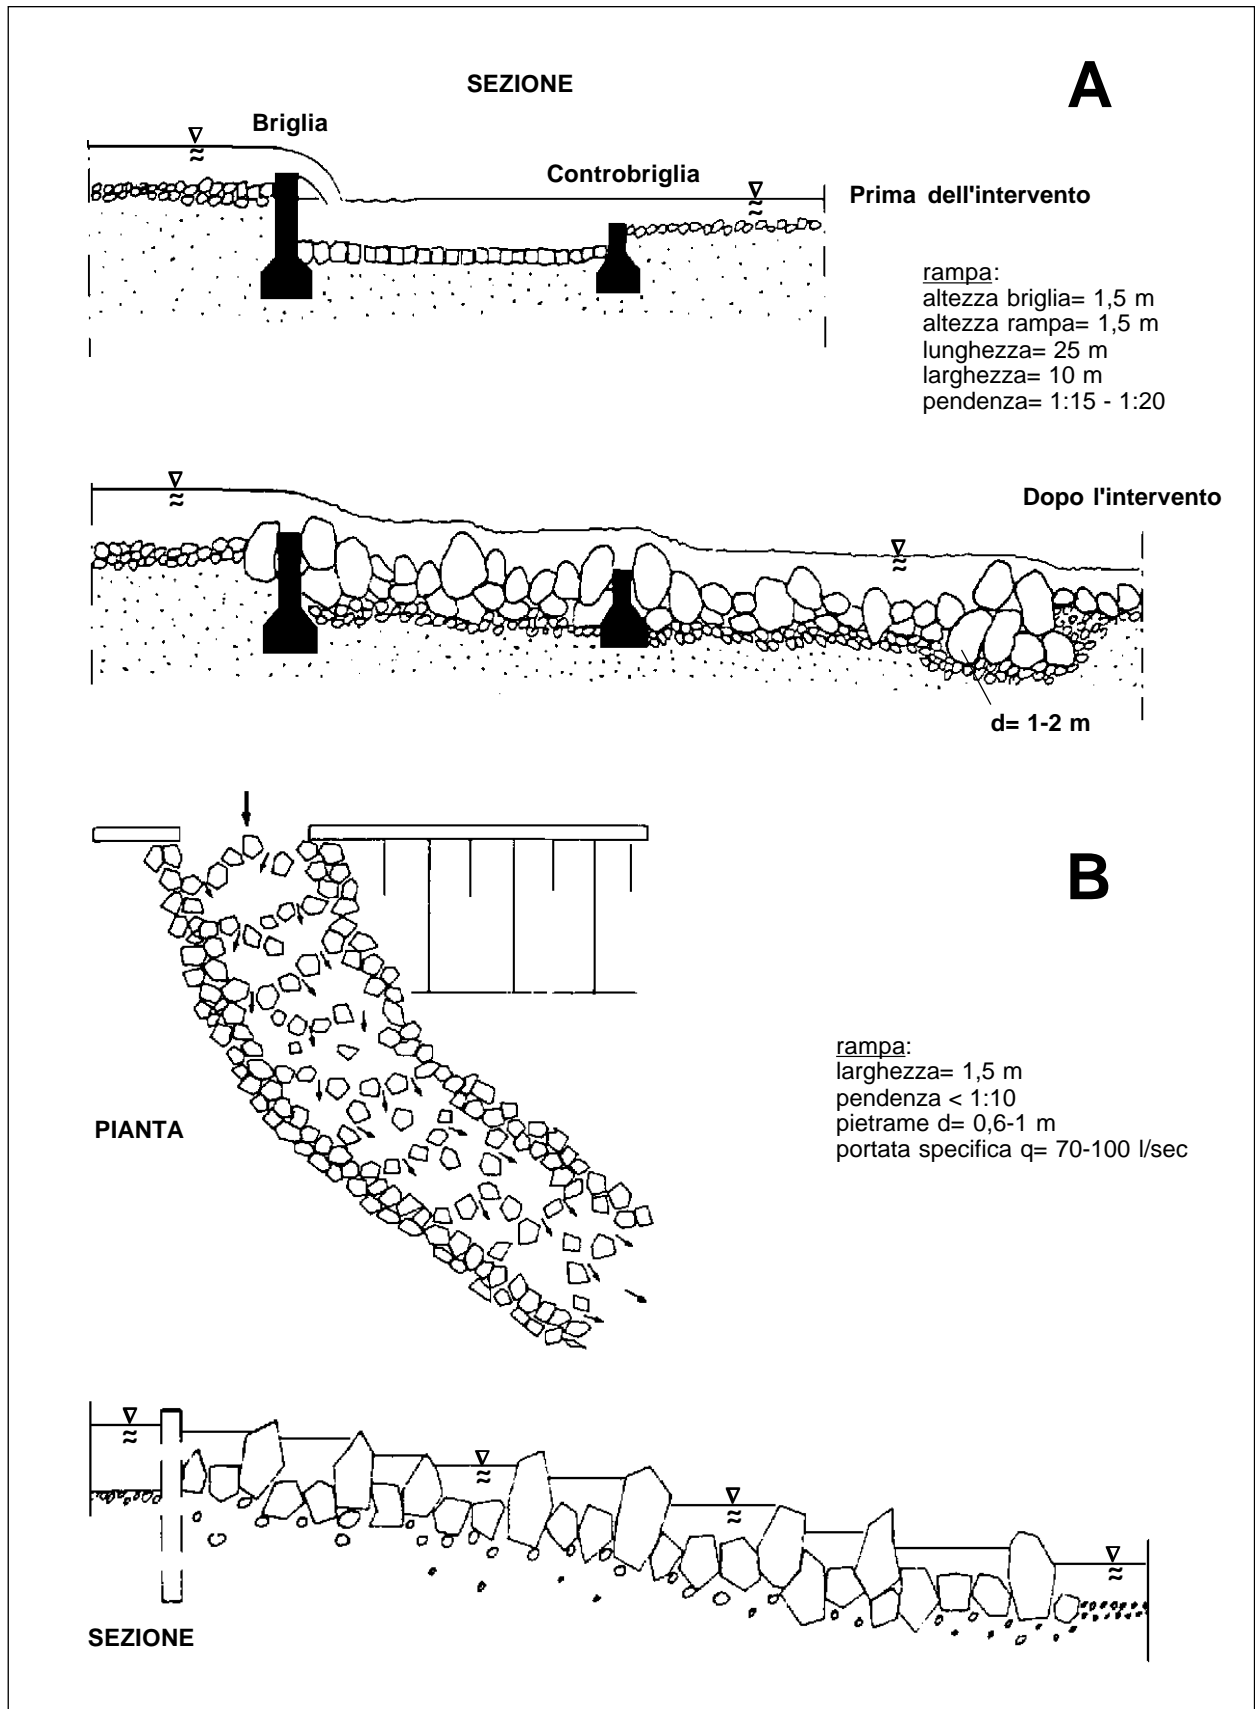 SEZIONE
A
Briglia
Controbriglia
Prima dell'intervento
rampa:
altezza briglia= 1,5 m
altezza rampa= 1,5 m
lunghezza= 25 m
larghezza= 10 m
pendenza= 1:15 - 1:20
Dopo l'intervento
d= 1-2 m
B
rampa:
larghezza= 1,5 m
pendenza < 1:10
pietrame d= 0,6-1 m
portata specifica q= 70-100 l/sec
PIANTA
SEZIONE